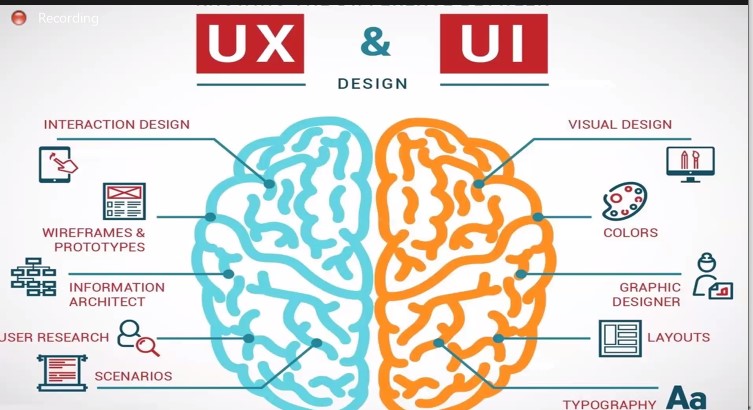 Recording
UX & UI
DESIGN
INTERACTION DESIGN
VISUAL DESIGN
WIREFRAMES &
PROTOTYPES
COLORS
INFORMATION
ARCHITECT
GRAPHIC
DESIGNER
USER RESEARCH
LAYOUTS
SCENARIOS
TYPOGRAPHY Aa